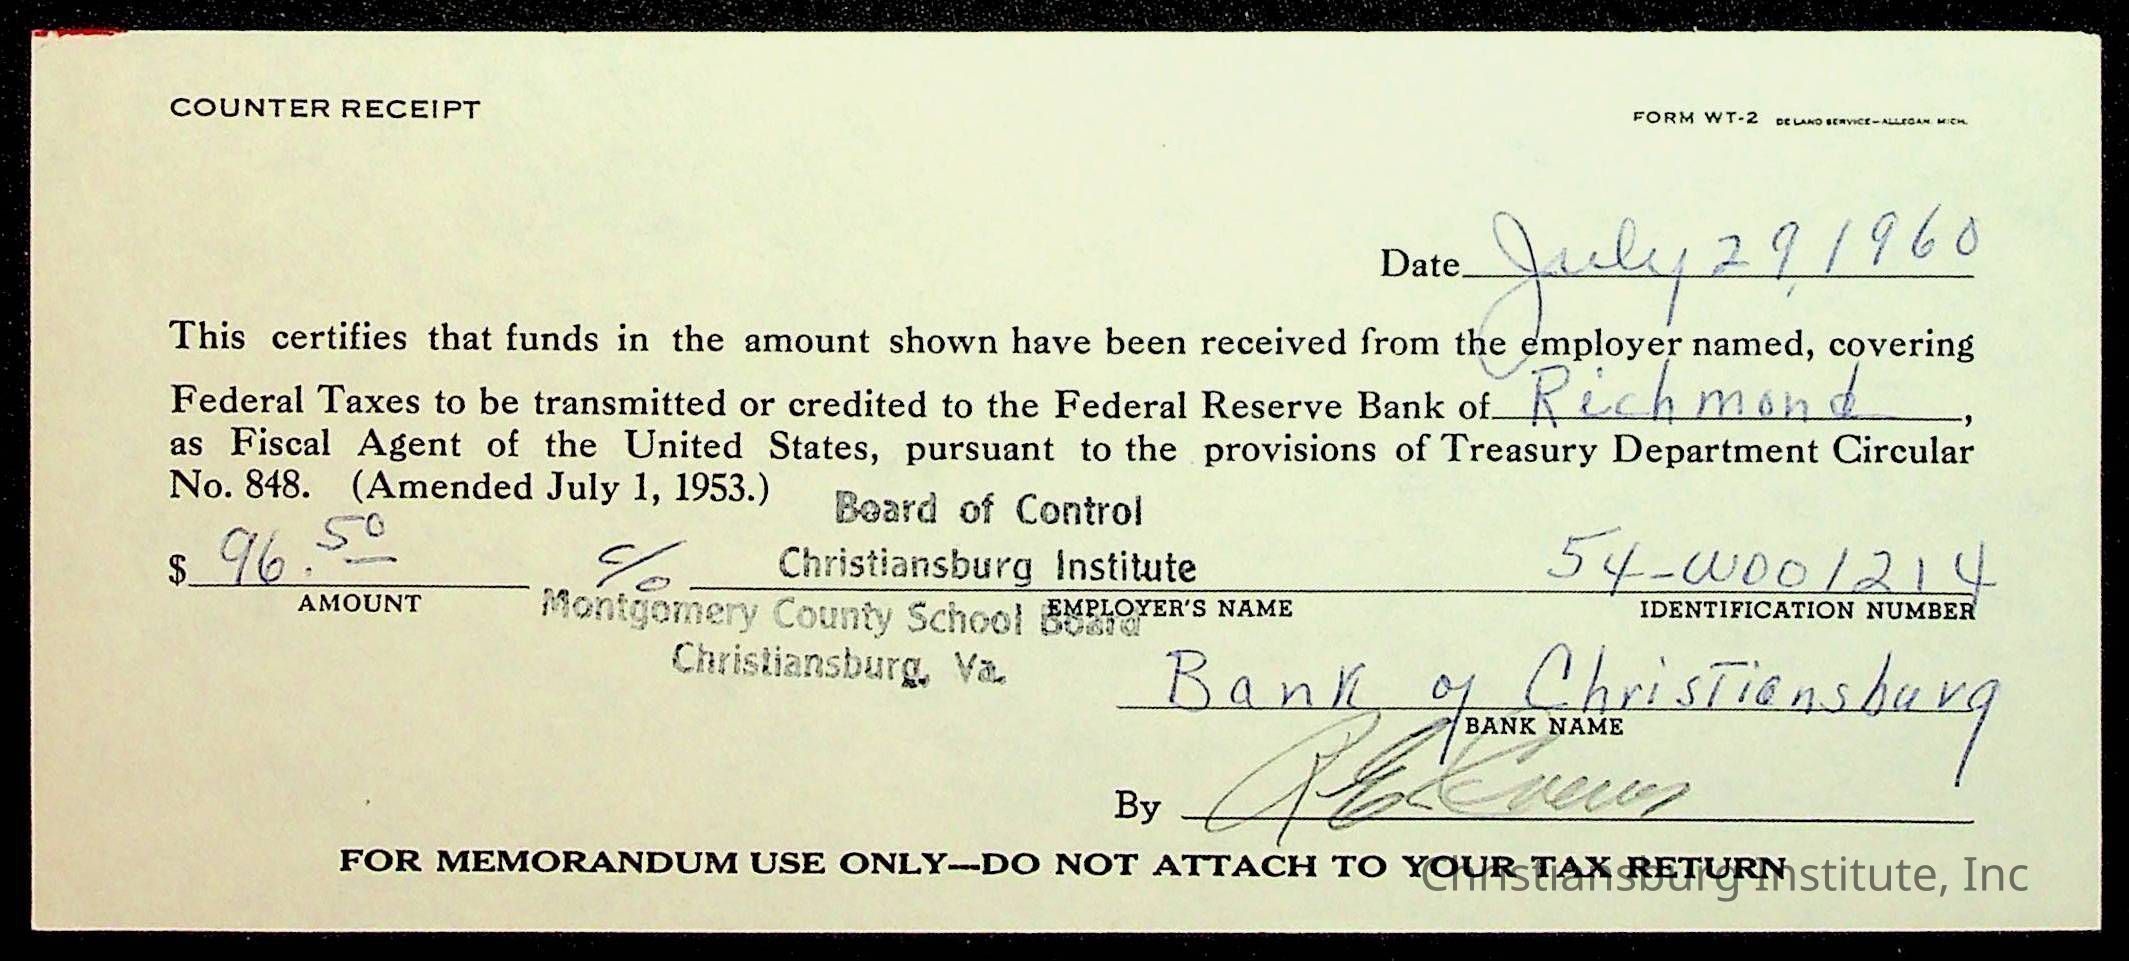 COUNTER RECEIPT
FORM WT-2 DE LAND SERVICE—ALLEGAN. MICH.
Date July 29, 1960
This certifies that funds in the amount shown have been received from the employer named, covering
Federal Taxes to be transmitted or credited to the Federal Reserve Bank of Richmond,
as Fiscal Agent of the United States, pursuant to the provisions of Treasury Department Circular
No. 848. (Amended July 1, 1953.)
Board of Control
$ 96.50 c/o Christiansburg Institute 54-W001214
AMOUNT EMPLOYER'S NAME IDENTIFICATION NUMBER
Montgomery County School Board
Christiansburg, Va.
Bank of Christiansburg
BANK NAME
By
FOR MEMORANDUM USE ONLY—DO NOT ATTACH TO YOUR TAX RETURN
Christiansburg Institute, Inc